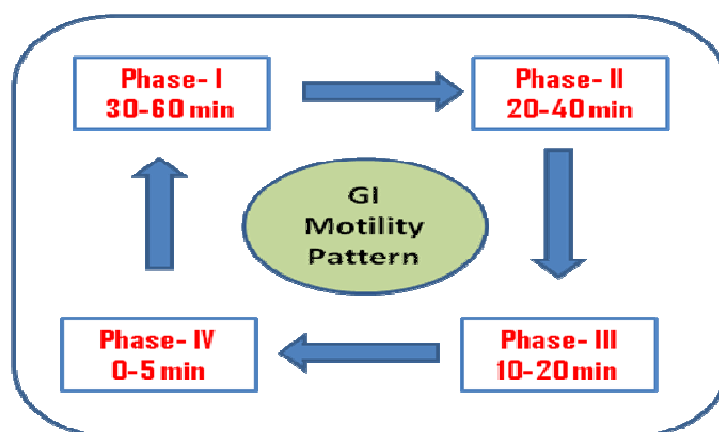 Phase- I
30-60 min
Phase- II
20-40 min
GI
Motility
Pattern
Phase- IV
0-5 min
Phase- III
10-20 min